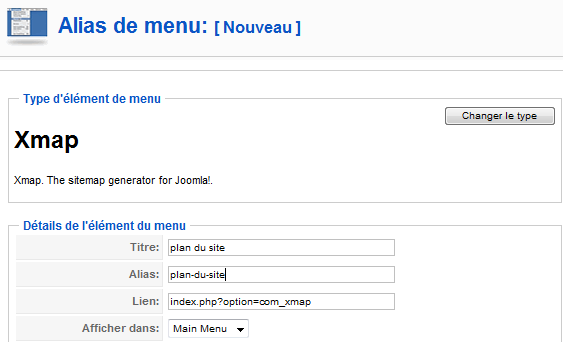 Alias de menu: [ Nouveau ]
Type d'élément de menu
Changer le type
Xmap
Xmap. The sitemap generator for Joomla!.
Détails de l'élément du menu
Titre: plan du site
Alias: plan-du-site
Lien: index.php?option=com_xmap
Afficher dans: Main Menu